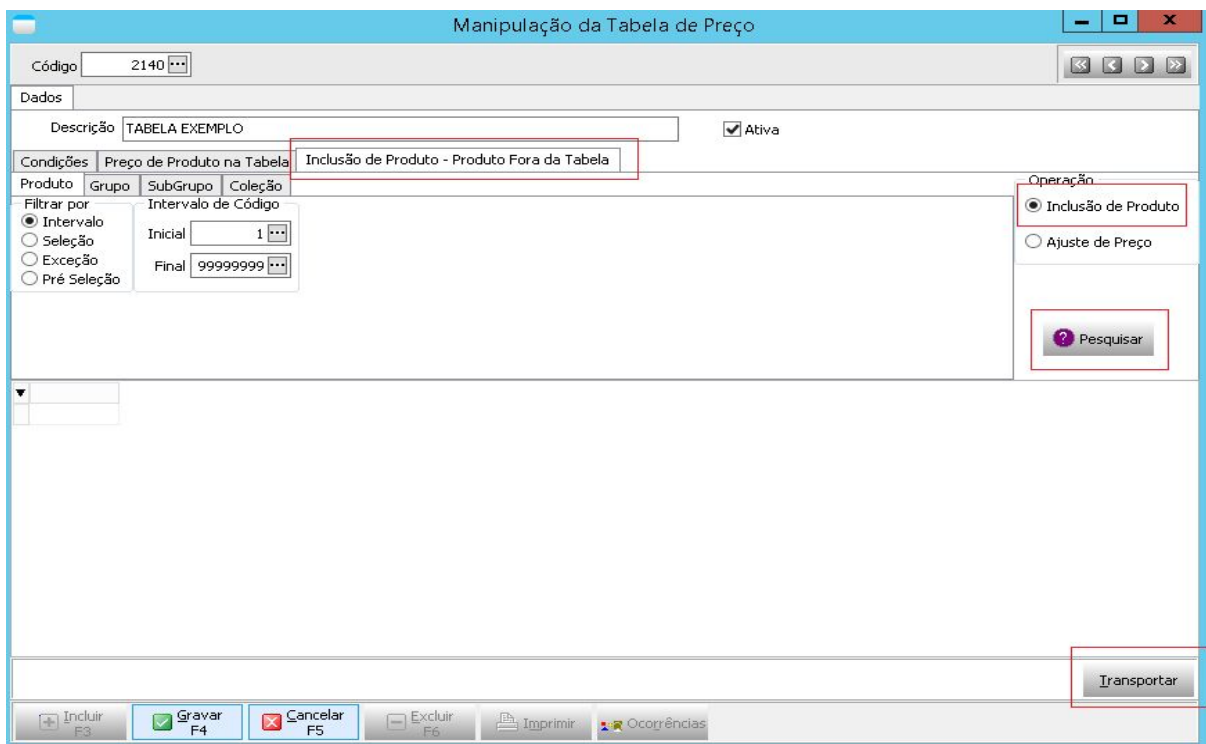 Manipulação da Tabela de Preço
Código 2140
Dados
Descrição TABELA EXEMPLO Ativa
Condições Preço de Produto na Tabela Inclusão de Produto - Produto Fora da Tabela
Produto Grupo SubGrupo Coleção
Operação
Filtrar por Intervalo de Código
Inclusão de Produto
Intervalo
Inicial 1
Seleção
Ajuste de Preço
Exceção
Final 99999999
Pré Seleção
Pesquisar
Transportar
Incluir F3 Gravar F4 Cancelar F5 Excluir F6 Imprimir Ocorrências